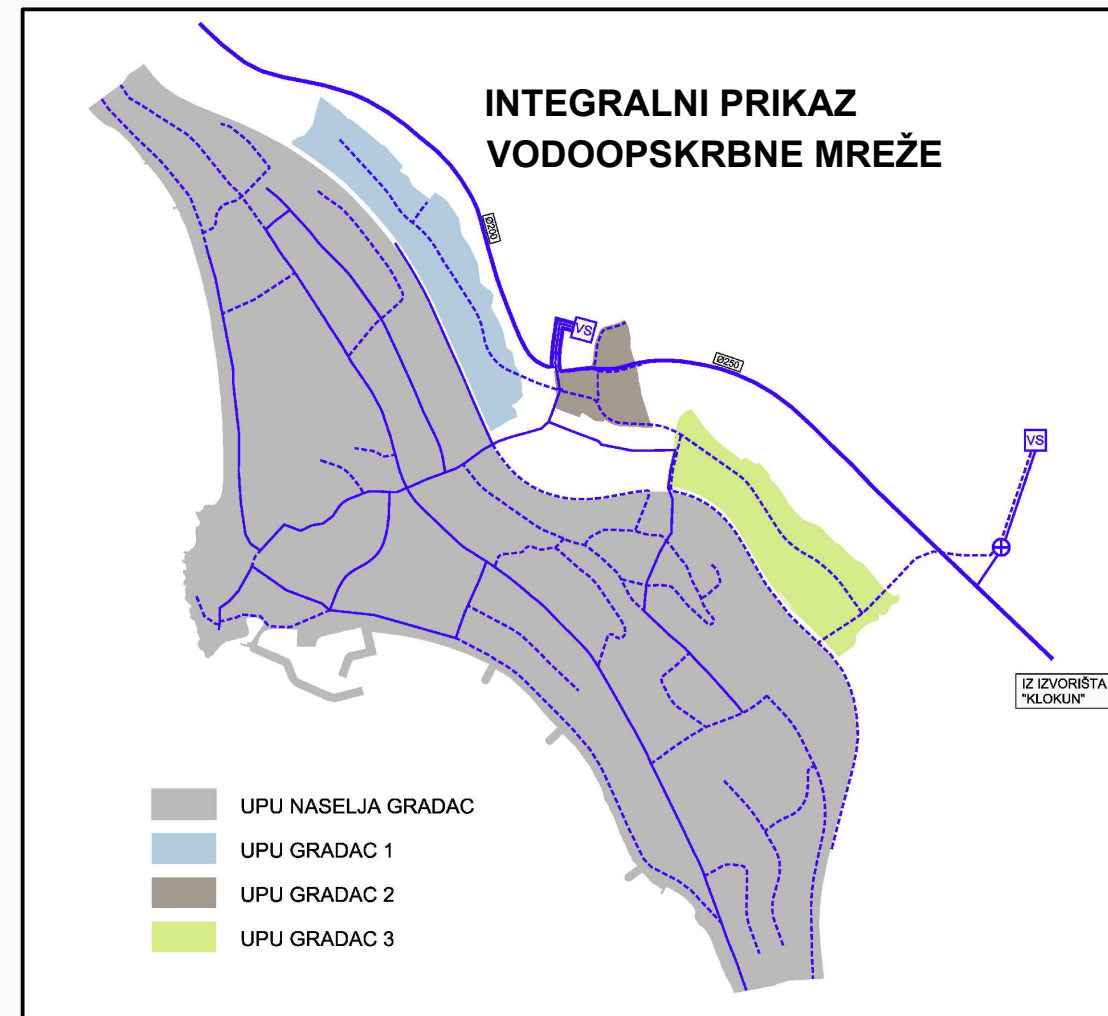 INTEGRALNI PRIKAZ
VODOOPSKRBNE MREŽE
Ø200
VS
Ø250
VS
IZ IZVORIŠTA
"KLOKUN"
UPU NASELJA GRADAC
UPU GRADAC 1
UPU GRADAC 2
UPU GRADAC 3